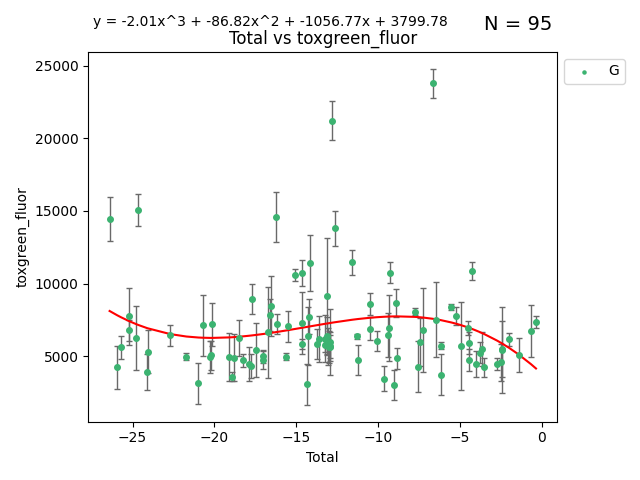 y = -2.01x^3 + -86.82x^2 + -1056.77x + 3799.78
N = 95
Total vs toxgreen_fluor
G
25000
20000
15000
10000
5000
toxgreen_fluor
−25 −20 −15 −10 −5 0
Total